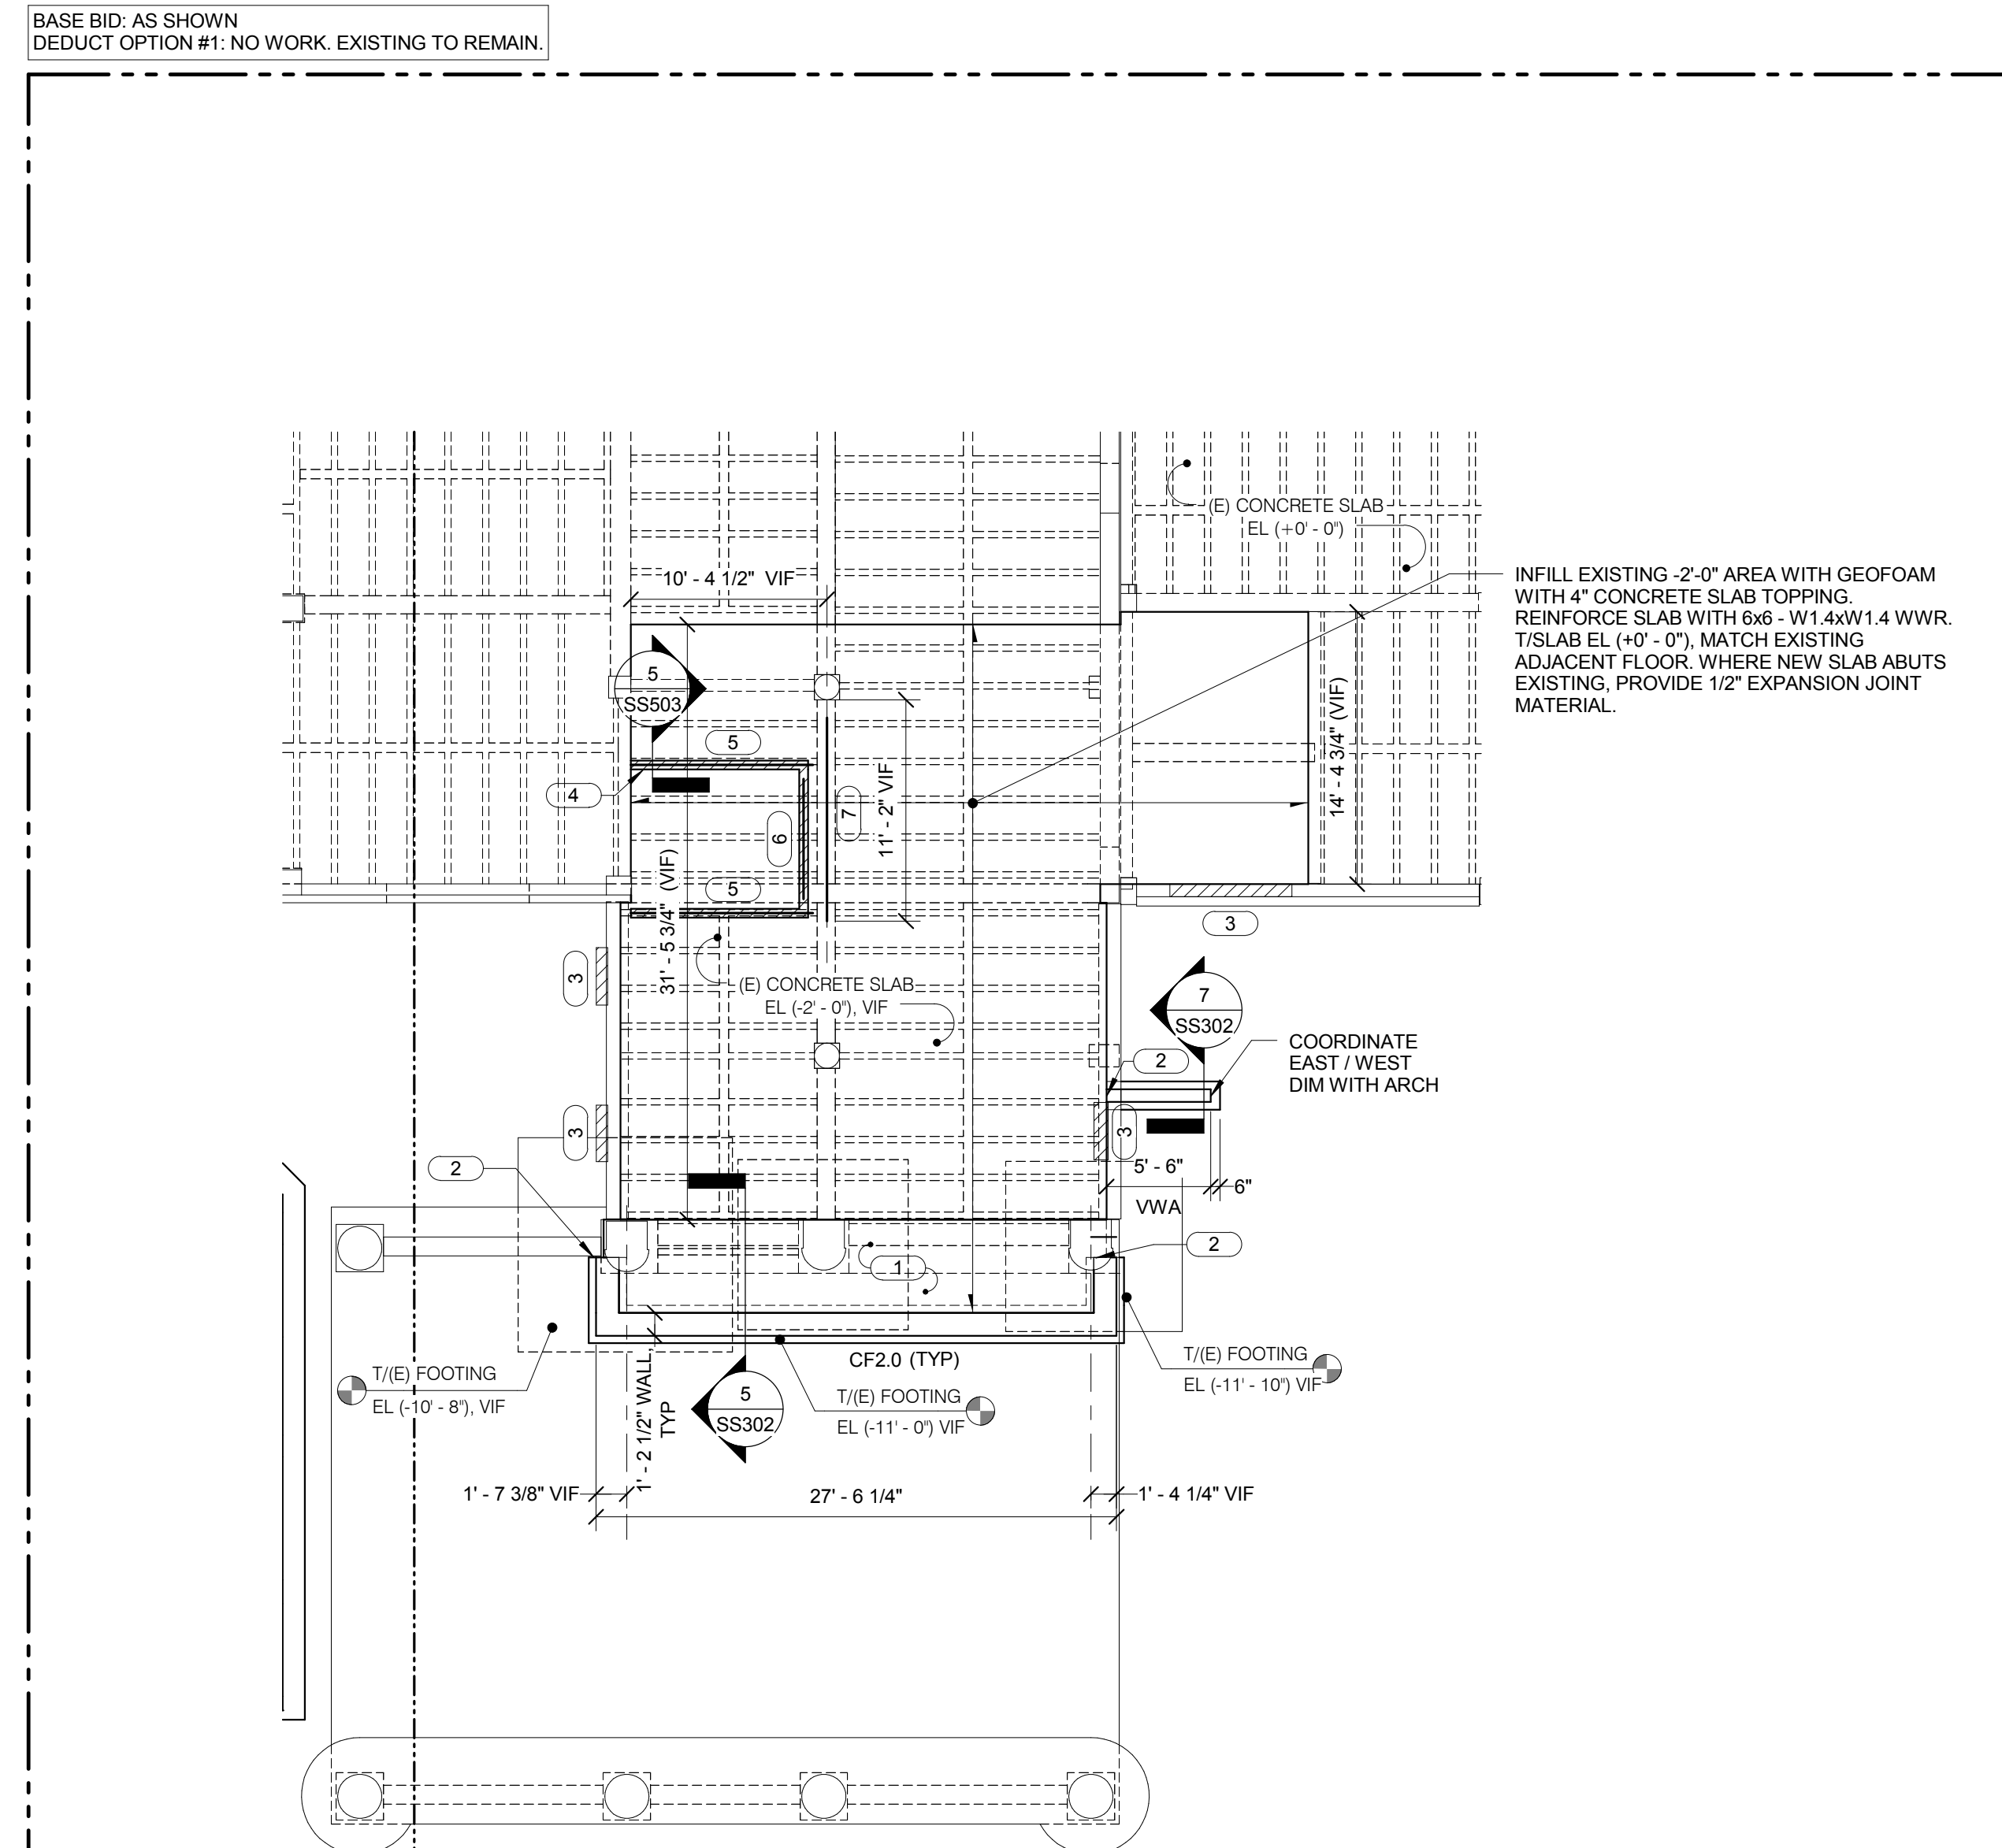 BASE BID: AS SHOWN
DEDUCT OPTION #1: NO WORK. EXISTING TO REMAIN.
(E) CONCRETE SLAB
EL (+0' - 0")
INFILL EXISTING -2'-0" AREA WITH GEOFOAM
WITH 4" CONCRETE SLAB TOPPING.
REINFORCE SLAB WITH 6x6 - W1.4xW1.4 WWR.
T/SLAB EL (+0' - 0"), MATCH EXISTING
ADJACENT FLOOR. WHERE NEW SLAB ABUTS
EXISTING, PROVIDE 1/2" EXPANSION JOINT
MATERIAL.
10' - 4 1/2" VIF
5
SS503
5
4
6
7
11' - 2" VIF
14' - 4 3/4" (VIF)
5
31' - 5 3/4" (VIF)
3
3
(E) CONCRETE SLAB
EL (-2' - 0"), VIF
7
SS302
COORDINATE
EAST / WEST
DIM WITH ARCH
2
3
3
5' - 6"
6"
VWA
2
2
1
T/(E) FOOTING
EL (-10' - 8"), VIF
1' - 2 1/2" WALL,
TYP
5
SS302
CF2.0 (TYP)
T/(E) FOOTING
EL (-11' - 0") VIF
T/(E) FOOTING
EL (-11' - 10") VIF
1' - 7 3/8" VIF
27' - 6 1/4"
1' - 4 1/4" VIF